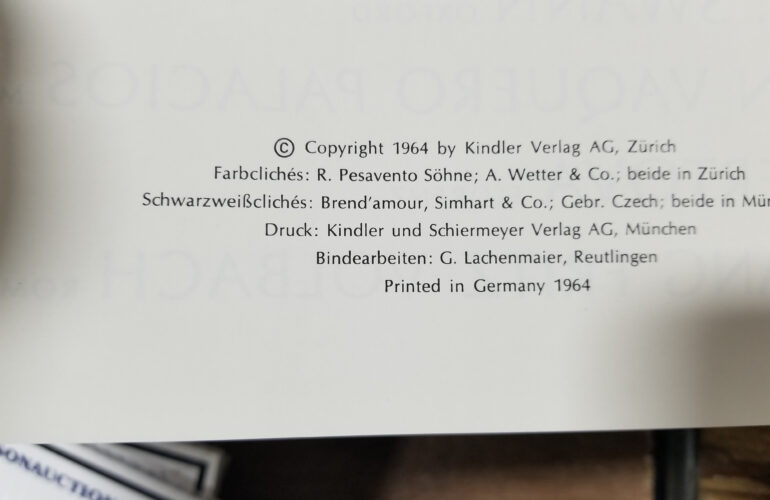 © Copyright 1964 by Kindler Verlag AG, Zürich
Farbclichés: R. Pesavento Söhne; A. Wetter & Co.; beide in Zürich
Schwarzweißclichés: Brend'amour, Simhart & Co.; Gebr. Czech; beide in Mün
Druck: Kindler und Schiermeyer Verlag AG, München
Bindearbeiten: G. Lachenmaier, Reutlingen
Printed in Germany 1964